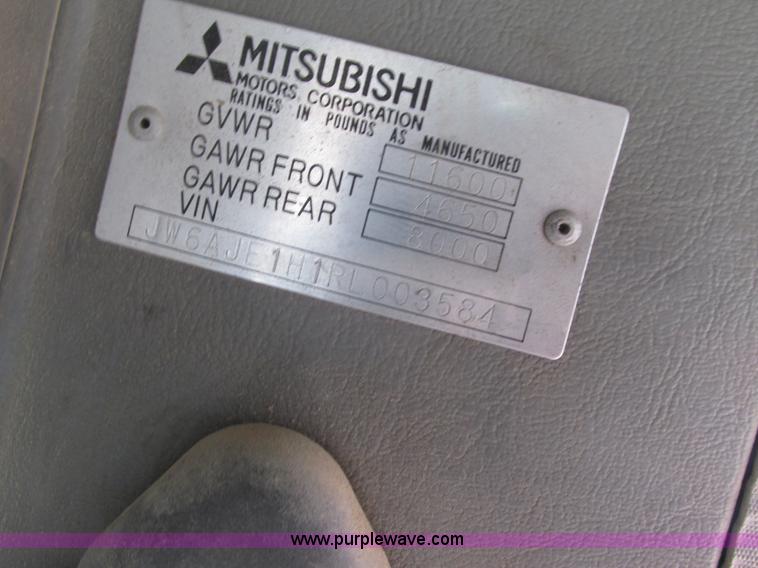 MITSUBISHI
MOTORS CORPORATION
RATINGS IN POUNDS AS MANUFACTURED
GVWR 11600
GAWR FRONT 4650
GAWR REAR 8000
VIN
JW6AJE1H1RL003584
www.purplewave.com